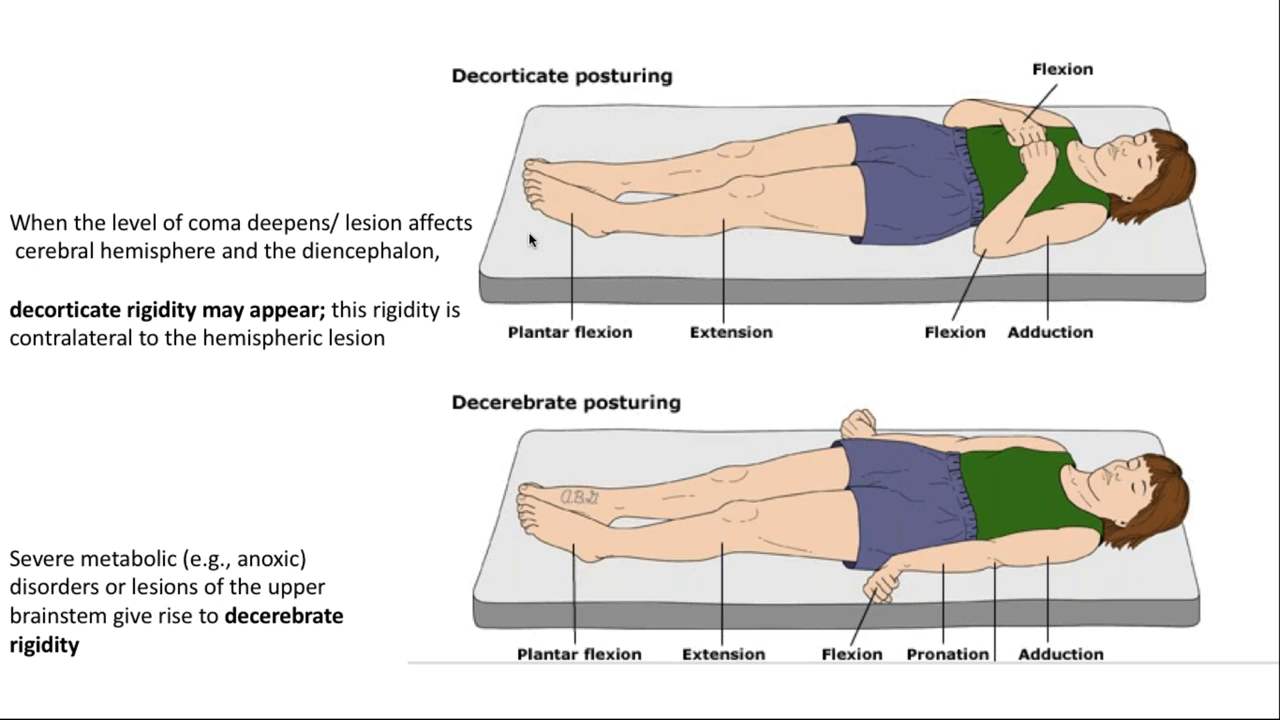 Decorticate posturing
Flexion
When the level of coma deepens/ lesion affects
cerebral hemisphere and the diencephalon,
decorticate rigidity may appear; this rigidity is
contralateral to the hemispheric lesion
Plantar flexion Extension Flexion Adduction
Decerebrate posturing
Severe metabolic (e.g., anoxic)
disorders or lesions of the upper
brainstem give rise to decerebrate
rigidity
Plantar flexion Extension Flexion Pronation Adduction